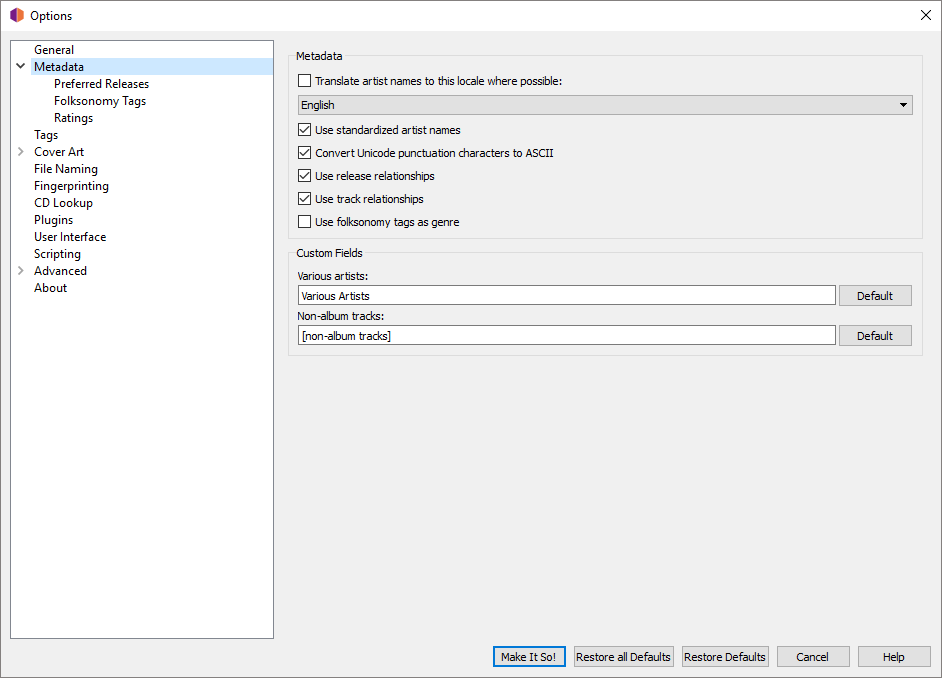 Options
General
Metadata
Preferred Releases
Folksonomy Tags
Ratings
Tags
Cover Art
File Naming
Fingerprinting
CD Lookup
Plugins
User Interface
Scripting
Advanced
About
Metadata
Translate artist names to this locale where possible:
English
Use standardized artist names
Convert Unicode punctuation characters to ASCII
Use release relationships
Use track relationships
Use folksonomy tags as genre
Custom Fields
Various artists:
Various Artists Default
Non-album tracks:
[non-album tracks] Default
Make It So! Restore all Defaults Restore Defaults Cancel Help